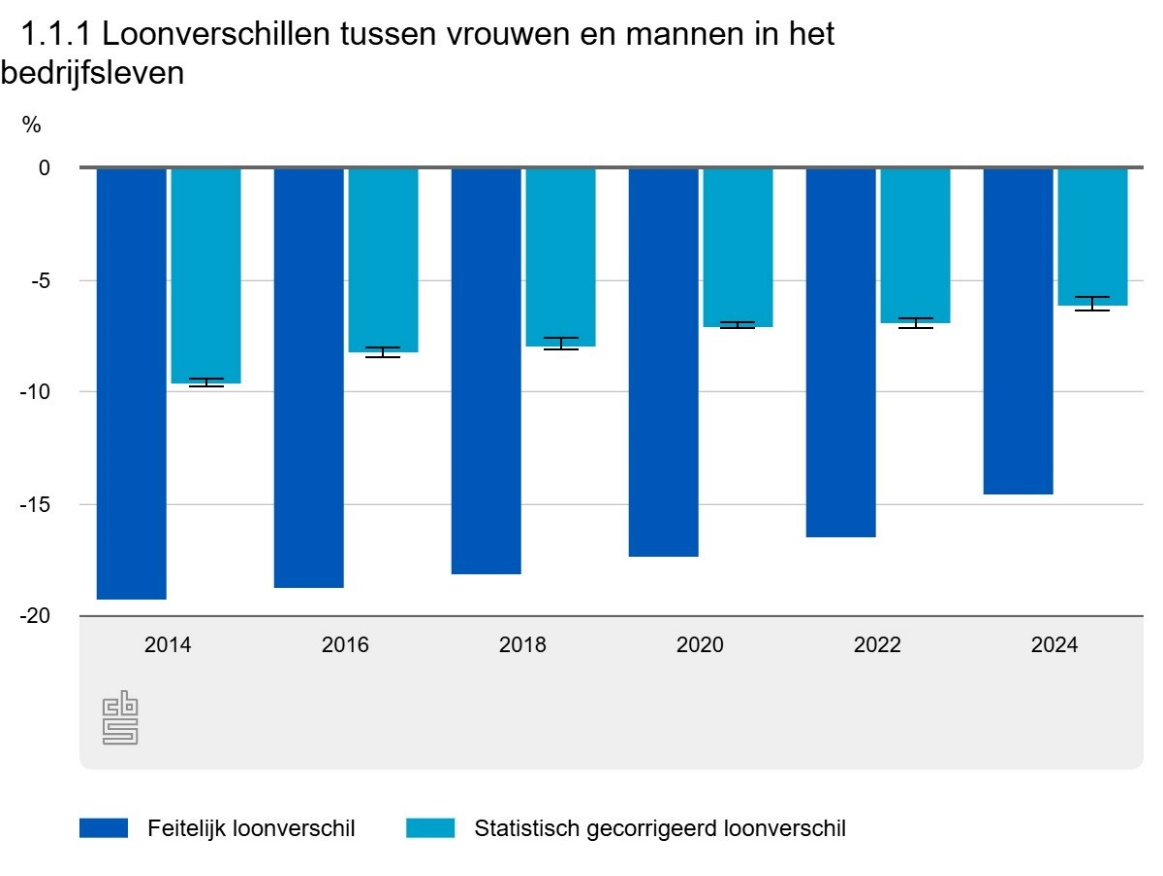 1.1.1 Loonverschillen tussen vrouwen en mannen in het
bedrijfsleven
%
0
-5
-10
-15
-20
2014 2016 2018 2020 2022 2024
cbs
Feitelijk loonverschil Statistisch gecorrigeerd loonverschil